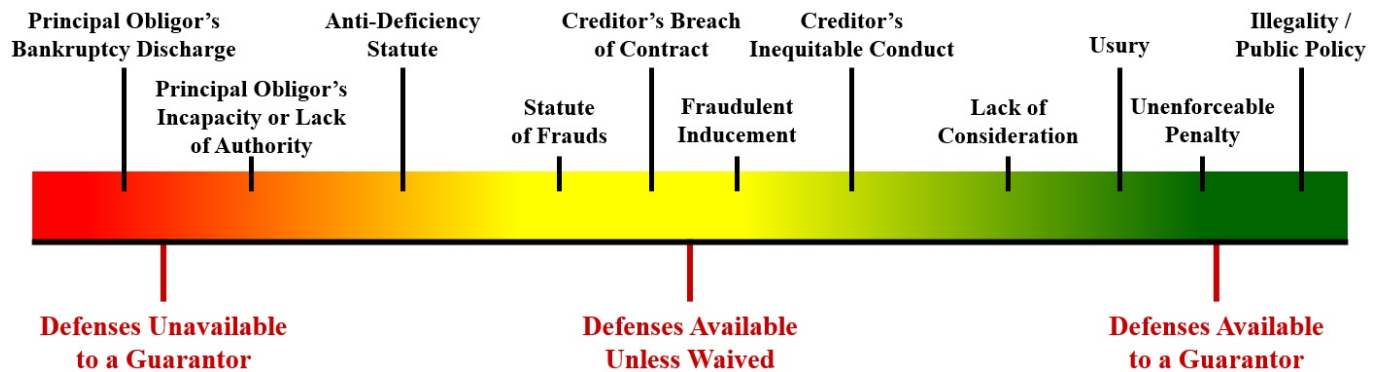 Principal Obligor’s
Bankruptcy Discharge
Principal Obligor’s
Incapacity or Lack
of Authority
Anti-Deficiency
Statute
Statute
of Frauds
Creditor’s Breach
of Contract
Fraudulent
Inducement
Creditor’s
Inequitable Conduct
Lack of
Consideration
Usury
Unenforceable
Penalty
Illegality /
Public Policy
Defenses Unavailable
to a Guarantor
Defenses Available
Unless Waived
Defenses Available
to a Guarantor